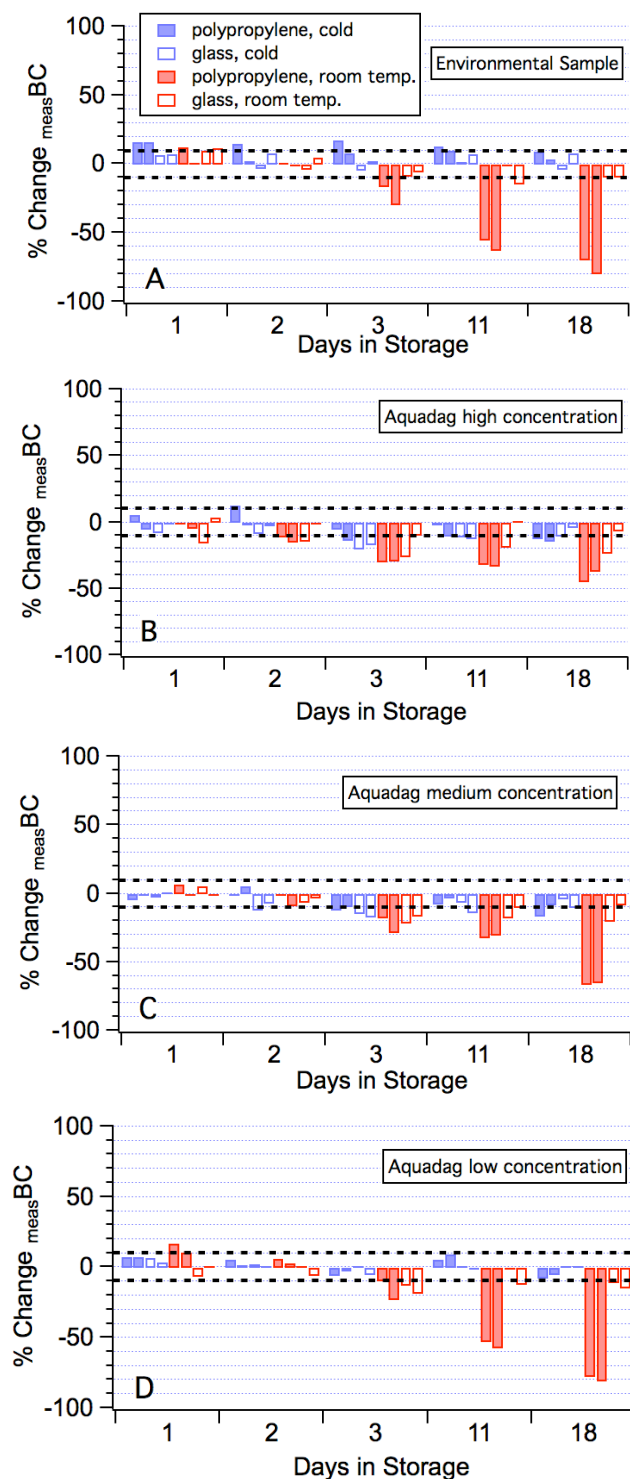 100
polypropylene, cold
glass, cold
polypropylene, room temp.
glass, room temp.
Environmental Sample
50
0
-50
-100
% Change measBC
A
1 2 3 11 18
Days in Storage
100
Aquadag high concentration
50
0
-50
-100
% Change measBC
B
1 2 3 11 18
Days in Storage
100
Aquadag medium concentration
50
0
-50
-100
% Change measBC
C
1 2 3 11 18
Days in Storage
100
Aquadag low concentration
50
0
-50
-100
% Change measBC
D
1 2 3 11 18
Days in Storage